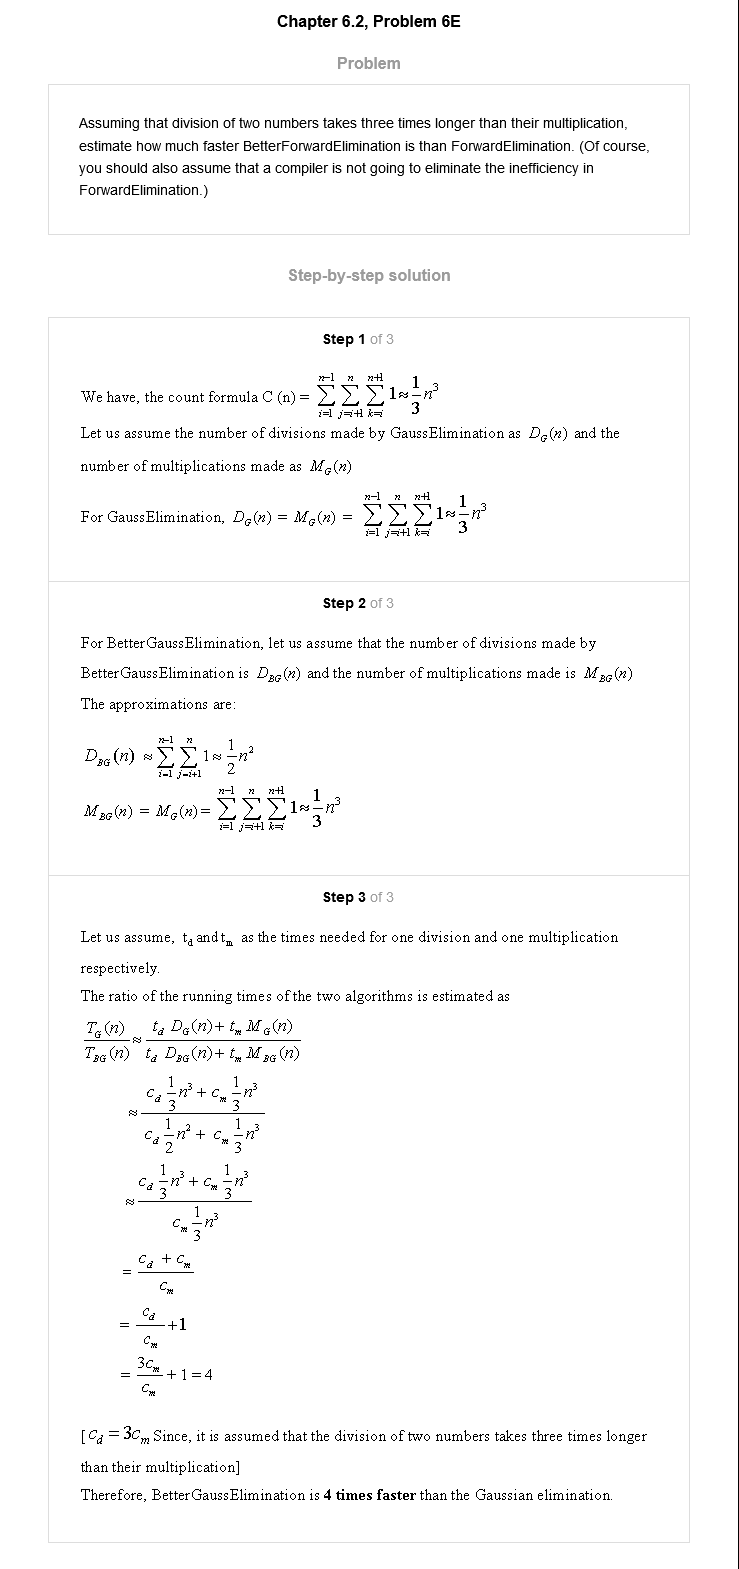 Chapter 6.2, Problem 6E
Problem
Assuming that division of two numbers takes three times longer than their multiplication,
estimate how much faster BetterForwardElimination is than ForwardElimination. (Of course,
you should also assume that a compiler is not going to eliminate the inefficiency in
ForwardElimination.)
Step-by-step solution
Step 1 of 3
We have, the count formula C (n) = \sum_{i=1}^{n-1} \sum_{j=i+1}^{n} \sum_{k=i}^{n+1} 1 ≈ \frac{1}{3} n^3
Let us assume the number of divisions made by GaussElimination as D_G(n) and the
number of multiplications made as M_G(n)
For GaussElimination, D_G(n) = M_G(n) = \sum_{i=1}^{n-1} \sum_{j=i+1}^{n} \sum_{k=i}^{n+1} 1 ≈ \frac{1}{3} n^3
Step 2 of 3
For BetterGaussElimination, let us assume that the number of divisions made by
BetterGaussElimination is D_{BG}(n) and the number of multiplications made is M_{BG}(n)
The approximations are:
D_{BG}(n) ≈ \sum_{i=1}^{n-1} \sum_{j=i+1}^{n} 1 ≈ \frac{1}{2} n^2
M_{BG}(n) = M_G(n) = \sum_{i=1}^{n-1} \sum_{j=i+1}^{n} \sum_{k=i}^{n+1} 1 ≈ \frac{1}{3} n^3
Step 3 of 3
Let us assume, t_d and t_m as the times needed for one division and one multiplication
respectively.
The ratio of the running times of the two algorithms is estimated as
\frac{T_G(n)}{T_{BG}(n)} ≈ \frac{t_d D_G(n) + t_m M_G(n)}{t_d D_{BG}(n) + t_m M_{BG}(n)}
≈ \frac{c_d \frac{1}{3} n^3 + c_m \frac{1}{3} n^3}{c_d \frac{1}{2} n^2 + c_m \frac{1}{3} n^3}
≈ \frac{c_d \frac{1}{3} n^3 + c_m \frac{1}{3} n^3}{c_m \frac{1}{3} n^3}
= \frac{c_d + c_m}{c_m}
= \frac{c_d}{c_m} + 1
= \frac{3c_m}{c_m} + 1 = 4
[ c_d = 3c_m Since, it is assumed that the division of two numbers takes three times longer
than their multiplication]
Therefore, BetterGaussElimination is 4 times faster than the Gaussian elimination.